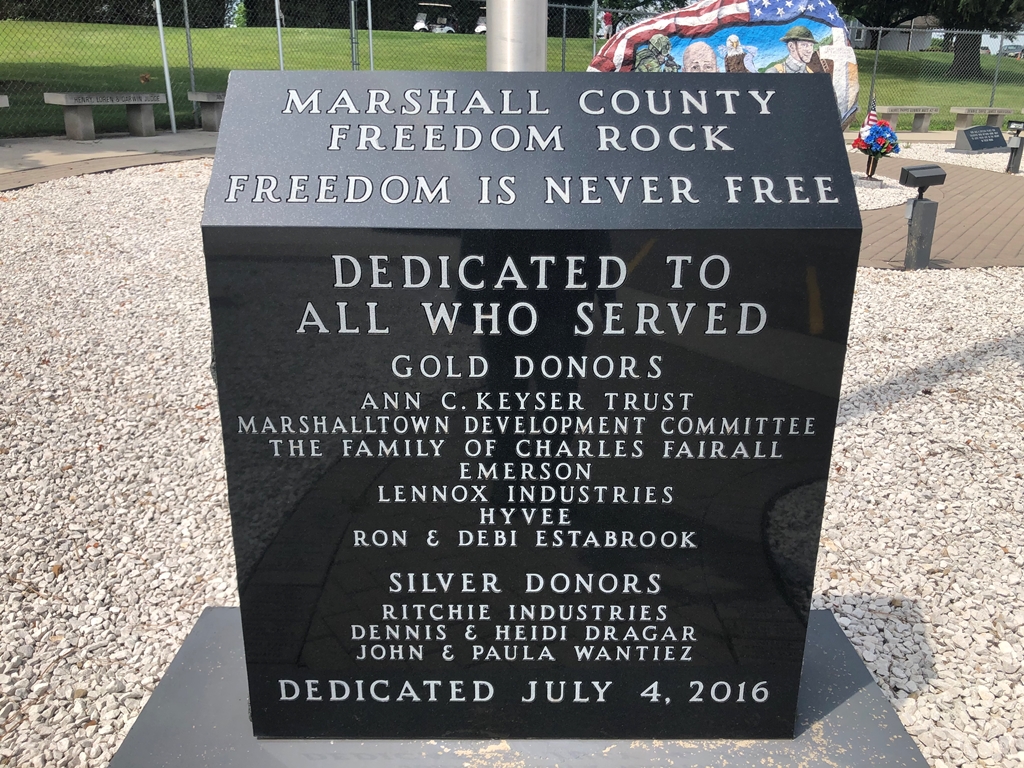 MARSHALL COUNTY
FREEDOM ROCK
FREEDOM IS NEVER FREE
DEDICATED TO
ALL WHO SERVED
GOLD DONORS
ANN C. KEYSER TRUST
MARSHALLTOWN DEVELOPMENT COMMITTEE
THE FAMILY OF CHARLES FAIRALL
EMERSON
LENNOX INDUSTRIES
HYVEE
RON & DEBI ESTABROOK
SILVER DONORS
RITCHIE INDUSTRIES
DENNIS & HEIDI DRAGAR
JOHN & PAULA WANTIEZ
DEDICATED JULY 4, 2016